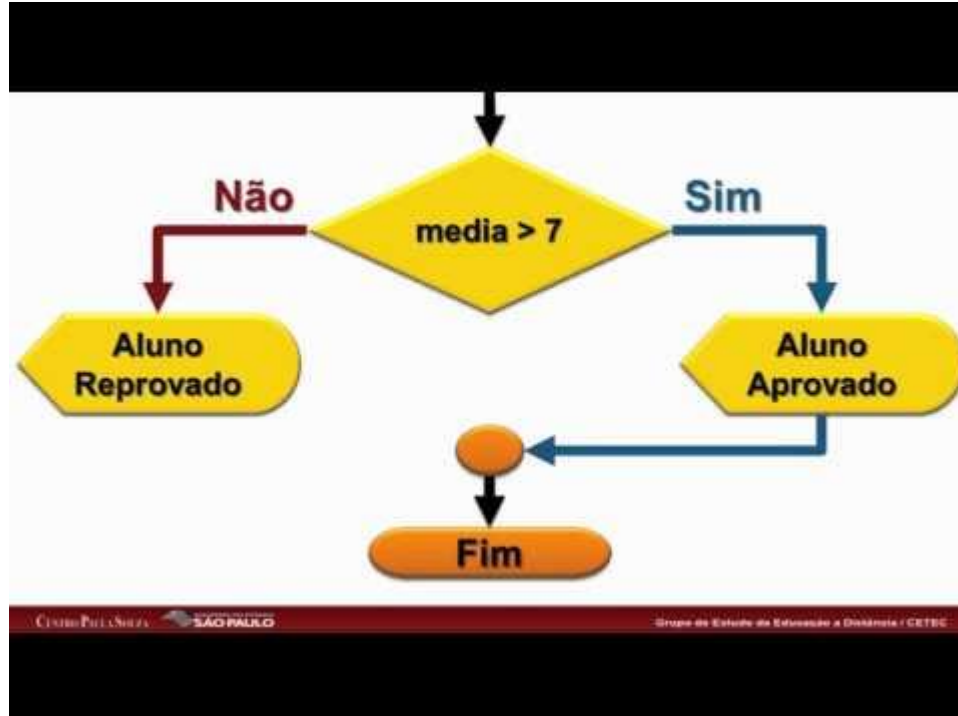 Não
Sim
media > 7
Aluno
Reprovado
Aluno
Aprovado
Fim
CENTRO PAULA SOUZA
SÃO PAULO
Grupo de Estudo da Educação a Distância / CETEC